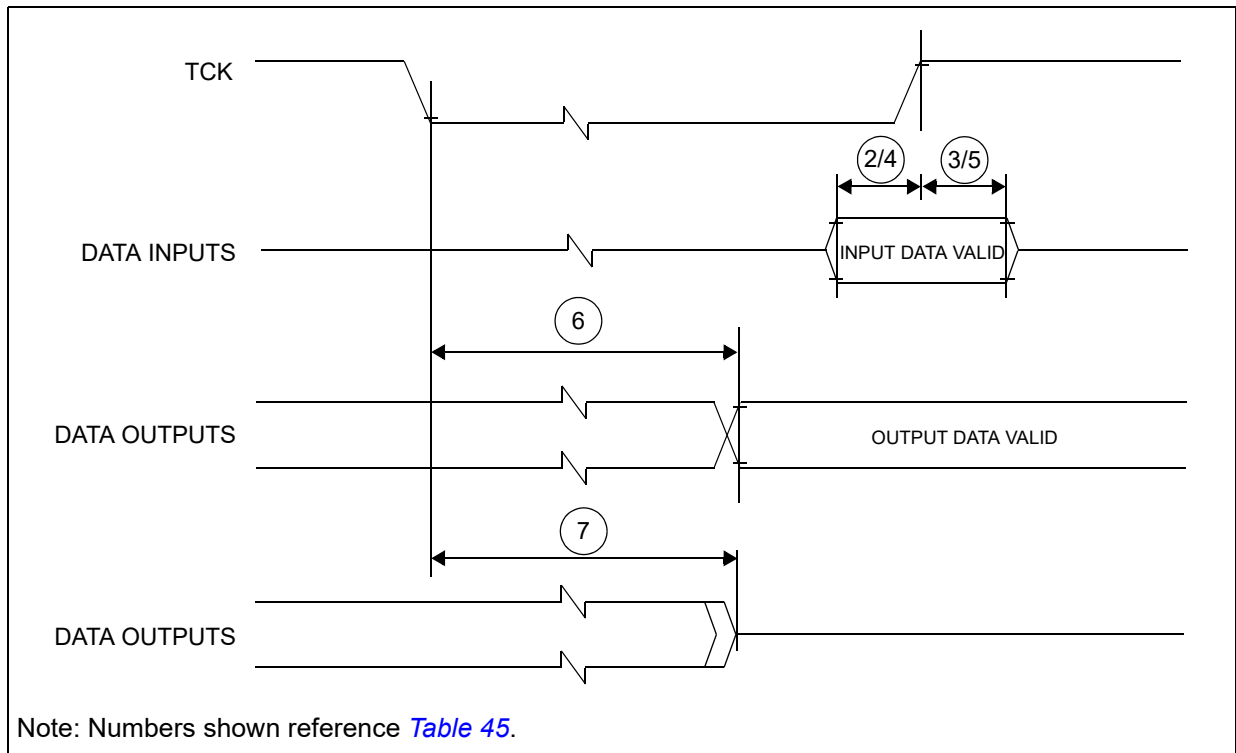 TCK
2/4
3/5
DATA INPUTS
INPUT DATA VALID
6
DATA OUTPUTS
OUTPUT DATA VALID
7
DATA OUTPUTS
Note: Numbers shown reference Table 45.